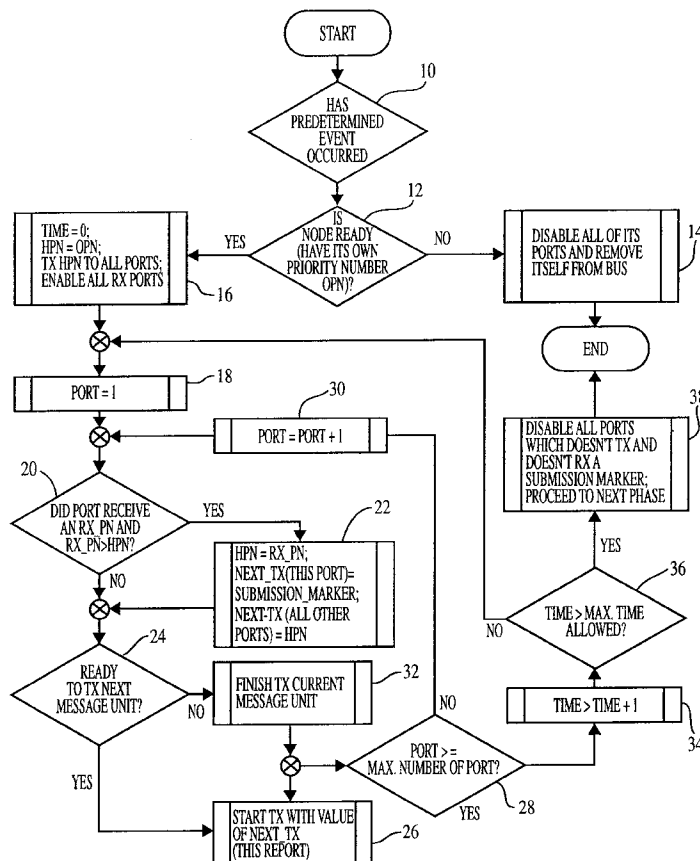 START
10
HAS
PREDETERMINED
EVENT
OCCURRED
12
IS
NODE READY
(HAVE ITS OWN
PRIORITY NUMBER
OPN)?
YES
NO
TIME = 0;
HPN = OPN;
TX HPN TO ALL PORTS;
ENABLE ALL RX PORTS
16
DISABLE ALL OF ITS
PORTS AND REMOVE
ITSELF FROM BUS
14
END
PORT = 1
18
30
PORT = PORT + 1
20
DID PORT RECEIVE
AN RX_PN AND
RX_PN>HPN?
YES
NO
22
HPN = RX_PN;
NEXT_TX(THIS PORT)=
SUBMISSION_MARKER;
NEXT-TX (ALL OTHER
PORTS) = HPN
DISABLE ALL PORTS
WHICH DOESN'T TX AND
DOESN'T RX A
SUBMISSION MARKER;
PROCEED TO NEXT PHASE
38
YES
36
TIME > MAX. TIME
ALLOWED?
NO
24
READY
TO TX NEXT
MESSAGE UNIT?
NO
YES
32
FINISH TX CURRENT
MESSAGE UNIT
NO
PORT >=
MAX. NUMBER OF PORT?
YES
28
TIME > TIME + 1
34
START TX WITH VALUE
OF NEXT_TX
(THIS REPORT)
26